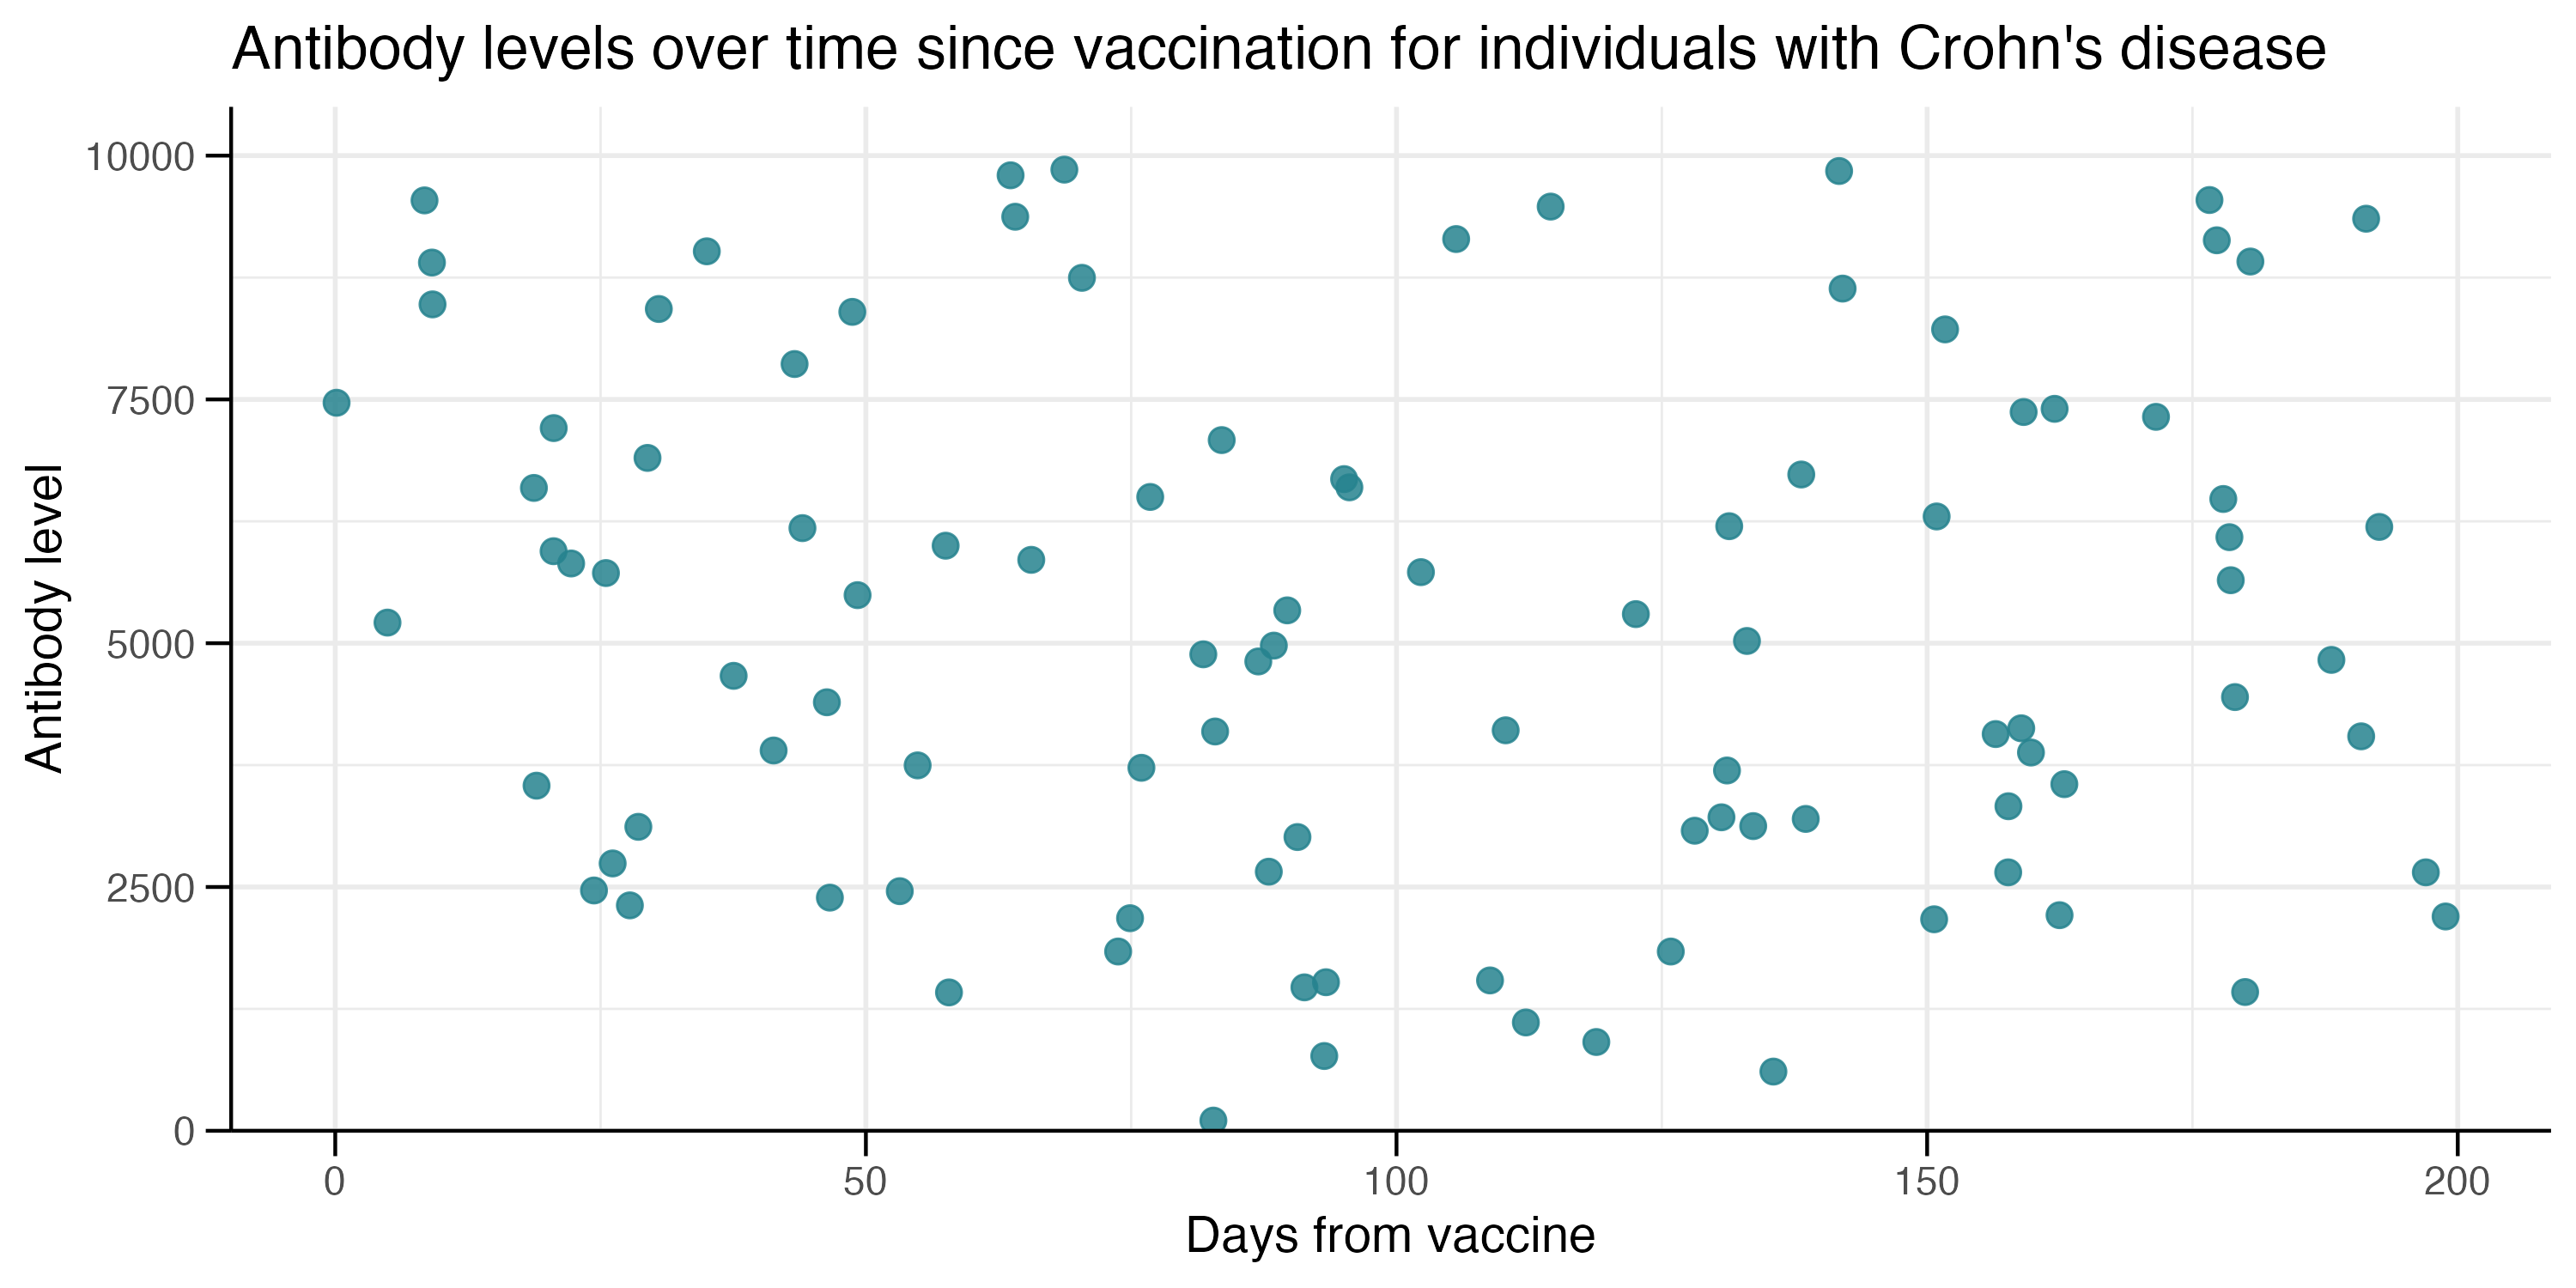 Antibody levels over time since vaccination for individuals with Crohn's disease
10000
7500
5000
2500
0
Antibody level
0 50 100 150 200
Days from vaccine